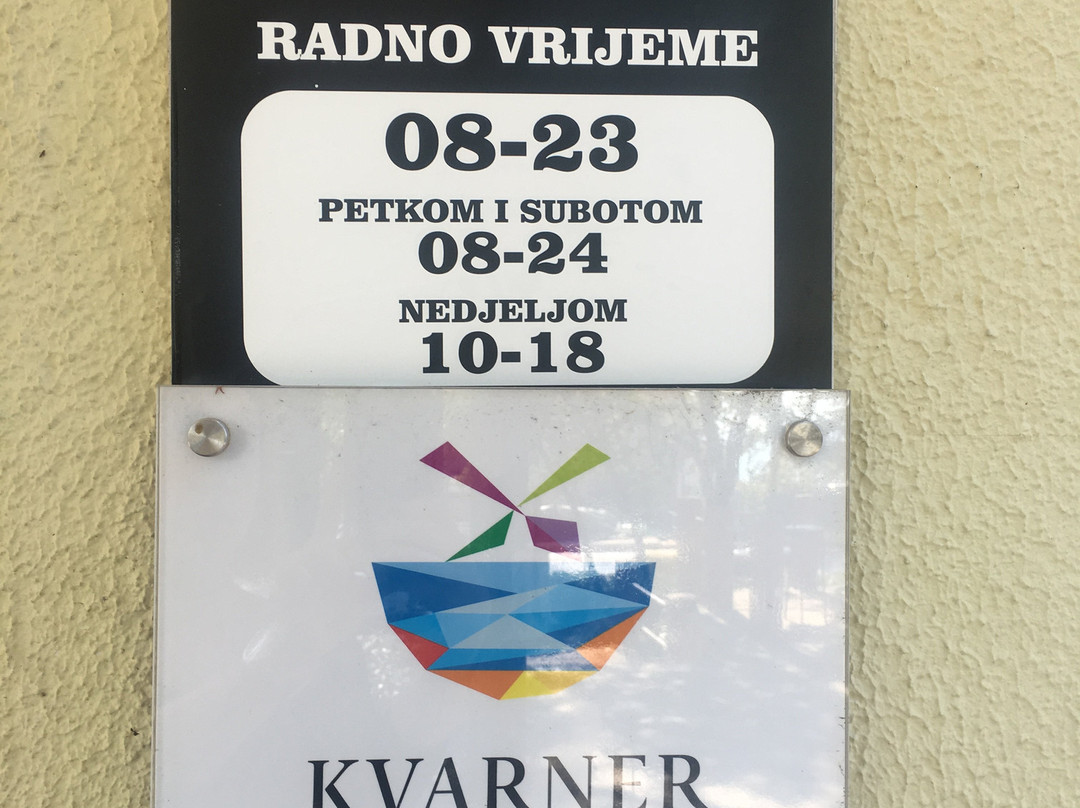 RADNO VRIJEME
08-23
PETKOM I SUBOTOM
08-24
NEDJELJOM
10-18
KVARNER